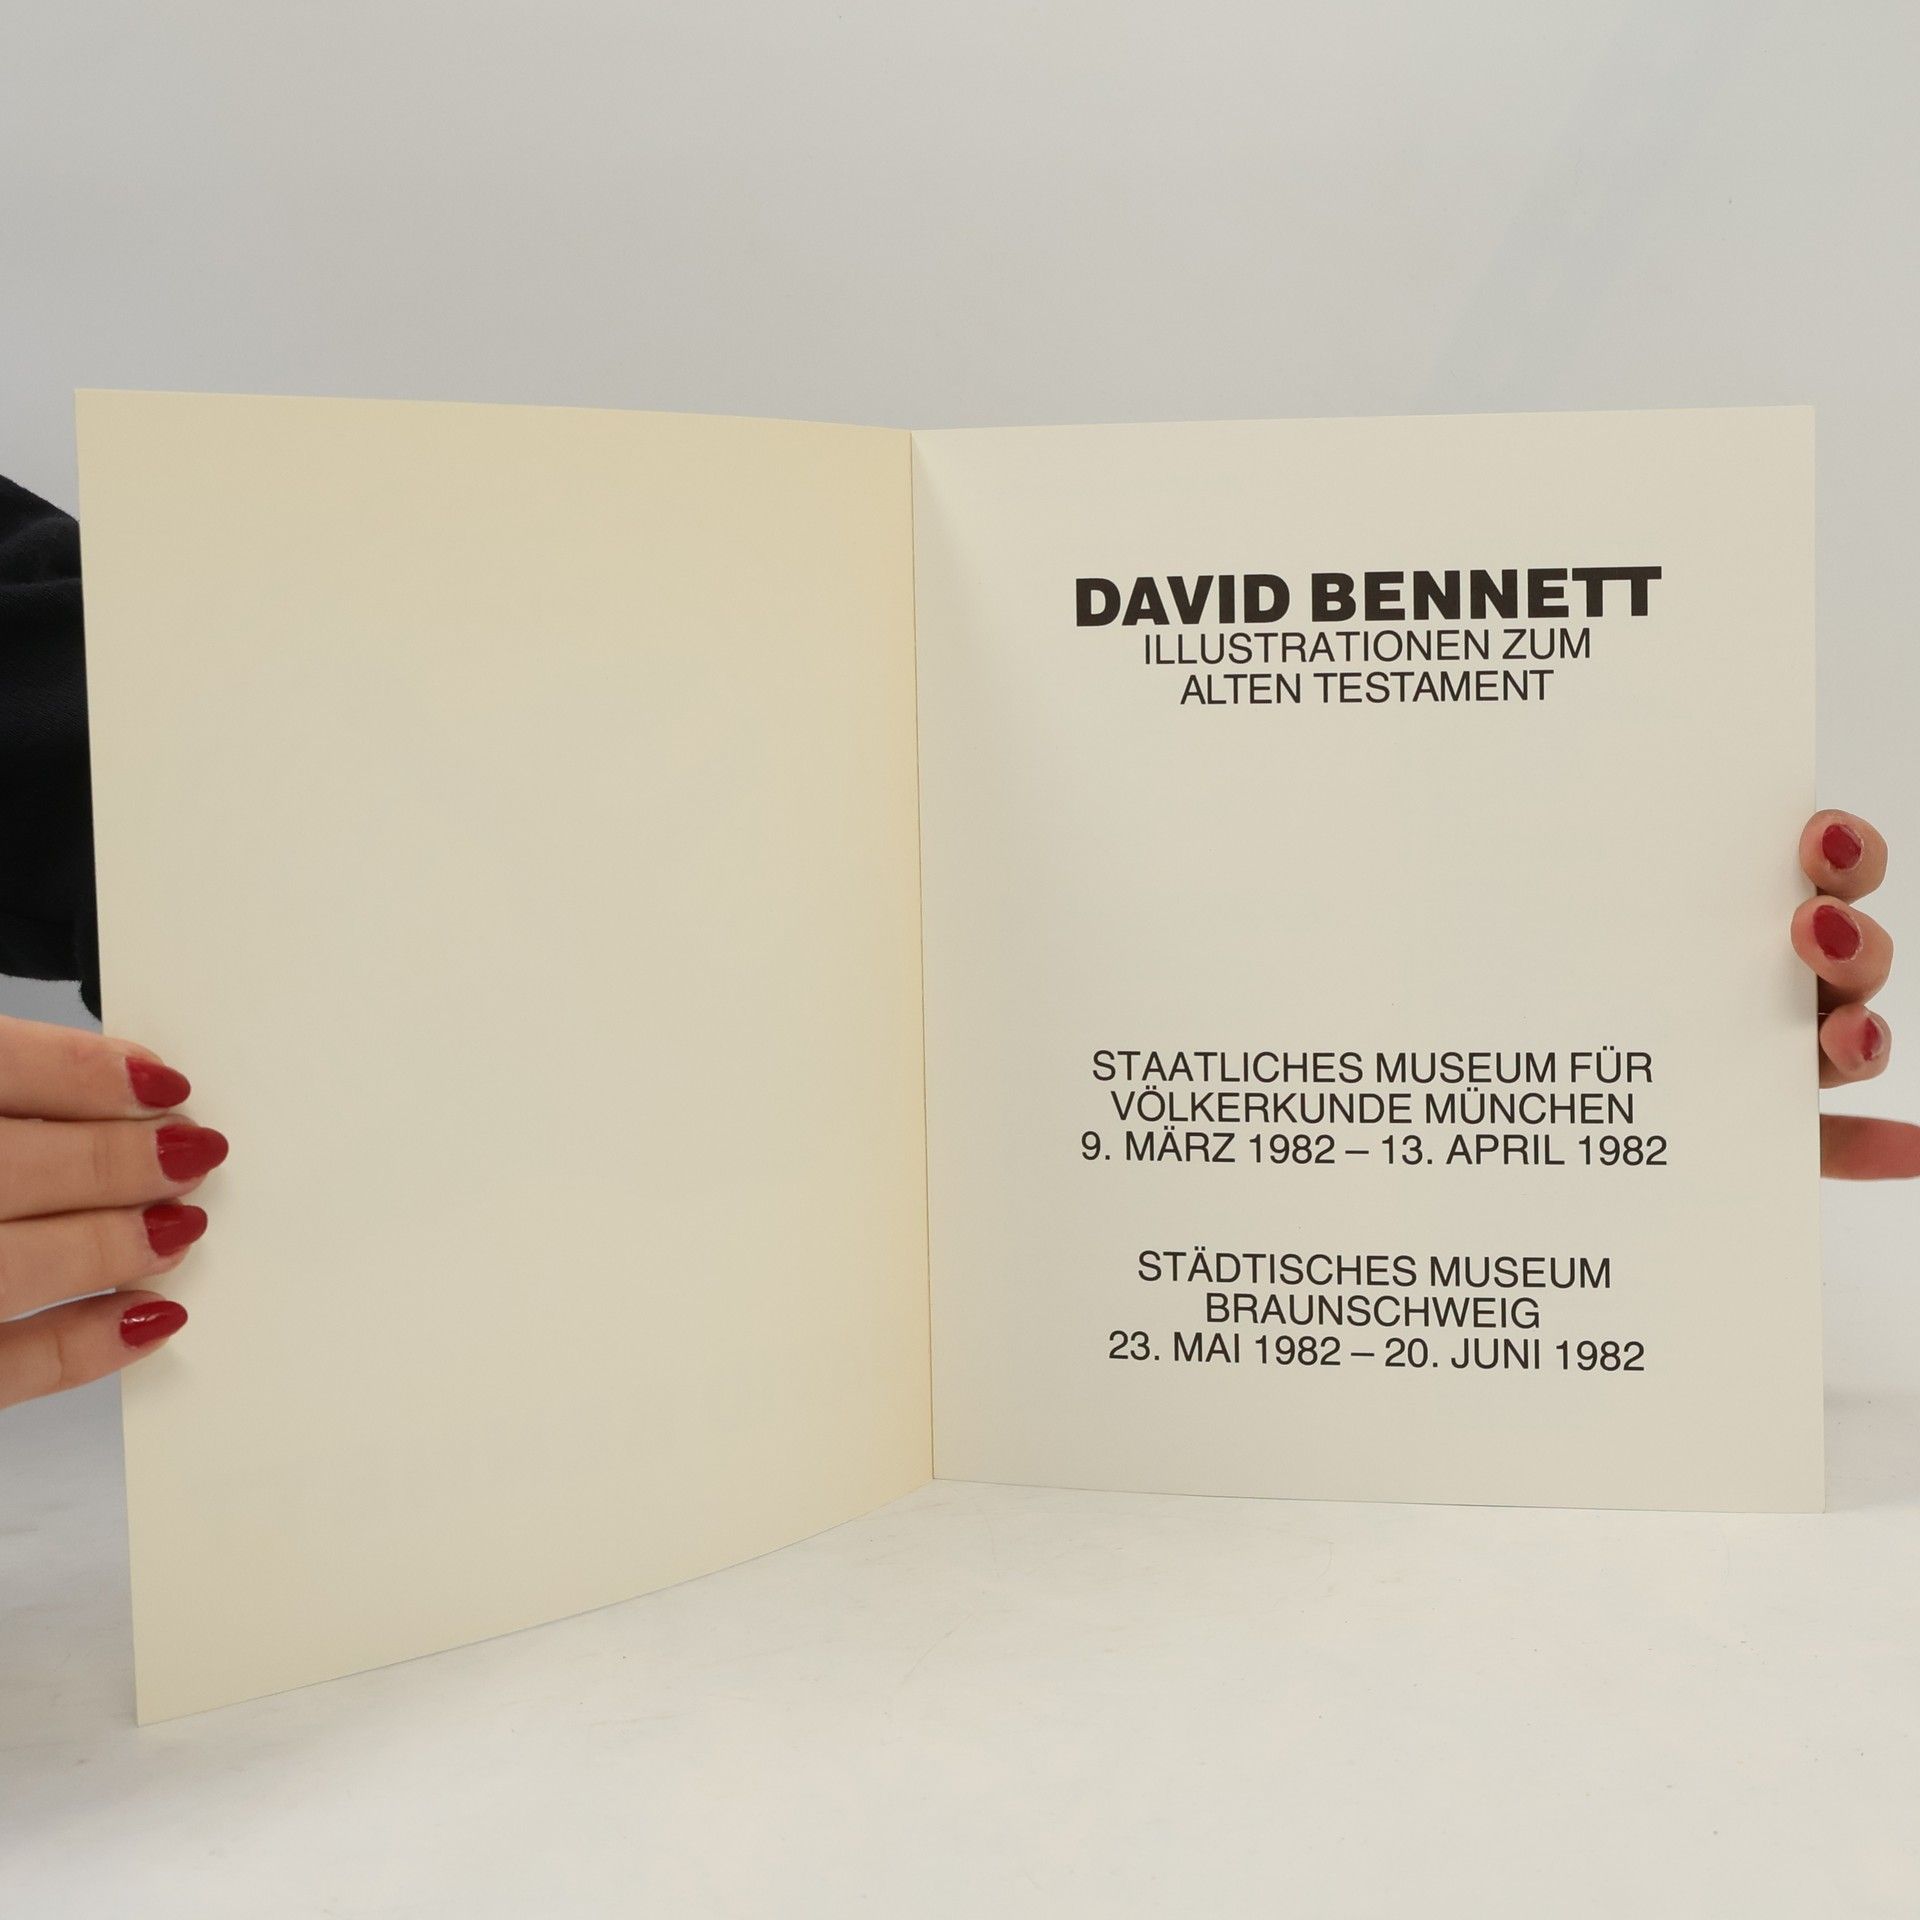 DAVID BENNETT
ILLUSTRATIONEN ZUM
ALTEN TESTAMENT
STAATLICHES MUSEUM FÜR
VÖLKERKUNDE MÜNCHEN
9. MÄRZ 1982 – 13. APRIL 1982
STÄDTISCHES MUSEUM
BRAUNSCHWEIG
23. MAI 1982 – 20. JUNI 1982